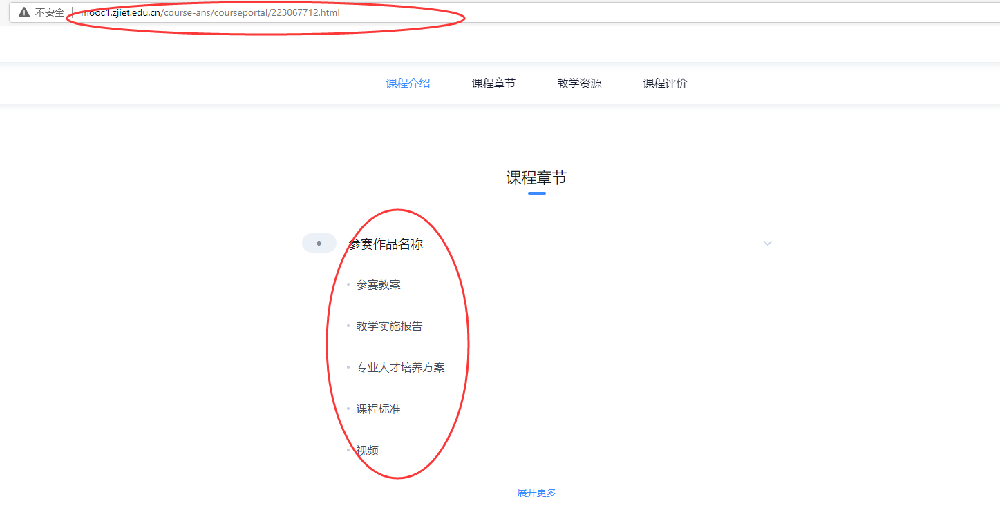 不安全 mooc1.zjiet.edu.cn/course-ans/courseportal/223067712.html
课程介绍 课程章节 教学资源 课程评价
课程章节
参赛作品名称
参赛教案
教学实施报告
专业人才培养方案
课程标准
视频
展开更多